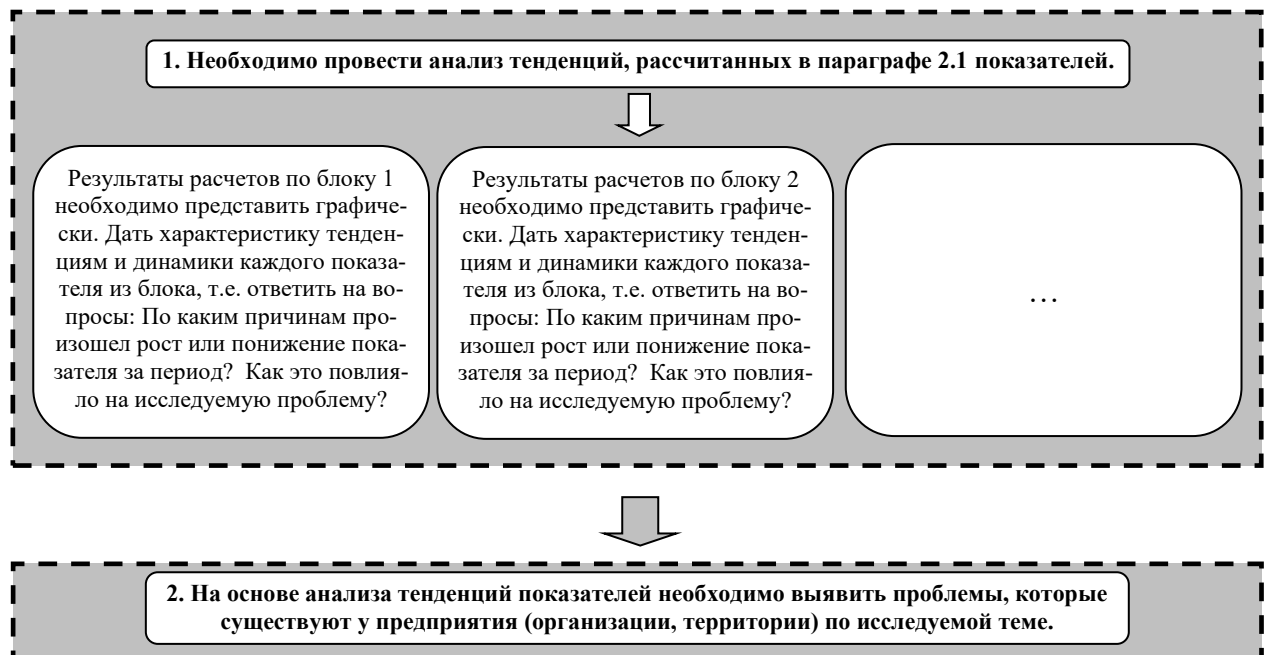 1. Необходимо провести анализ тенденций, рассчитанных в параграфе 2.1 показателей.
Результаты расчетов по блоку 1
необходимо представить графиче-
ски. Дать характеристику тенден-
циям и динамики каждого показа-
теля из блока, т.е. ответить на во-
просы: По каким причинам про-
изошел рост или понижение пока-
зателя за период? Как это повлия-
ло на исследуемую проблему?
Результаты расчетов по блоку 2
необходимо представить графиче-
ски. Дать характеристику тенден-
циям и динамики каждого показа-
теля из блока, т.е. ответить на во-
просы: По каким причинам про-
изошел рост или понижение пока-
зателя за период? Как это повлия-
ло на исследуемую проблему?
…
2. На основе анализа тенденций показателей необходимо выявить проблемы, которые
существуют у предприятия (организации, территории) по исследуемой теме.